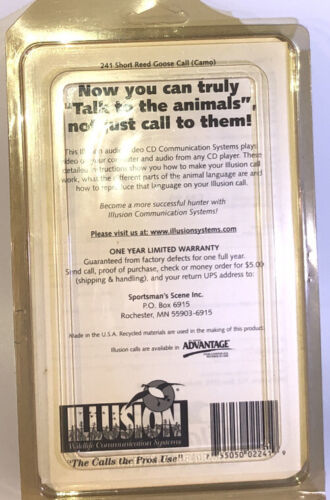 241 Short Reed Goose Call (Camo)
Now you can truly
"Talk to the animals",
not just call to them!
This Illusion audio/video CD Communication Systems plays
video on your computer and audio from any CD player. These
detailed instructions show you how to make your Illusion call
work, what the different parts of the animal language are and
how to reproduce that language on your Illusion call.
Become a more successful hunter with
Illusion Communication Systems!
Please visit us at: www.illusionsystems.com
ONE YEAR LIMITED WARRANTY
Guaranteed from factory defects for one full year.
Send call, proof of purchase, check or money order for $5.00
(shipping & handling), and your return UPS address to:
Sportsman's Scene Inc.
P.O. Box 6915
Rochester, MN 55903-6915
Made in the U.S.A. Recycled materials are used in the making of this product.
Illusion calls are available in
ADVANTAGE
ILLUSION
Wildlife Communication Systems
"The Calls the Pros Use"
55050 02241 9